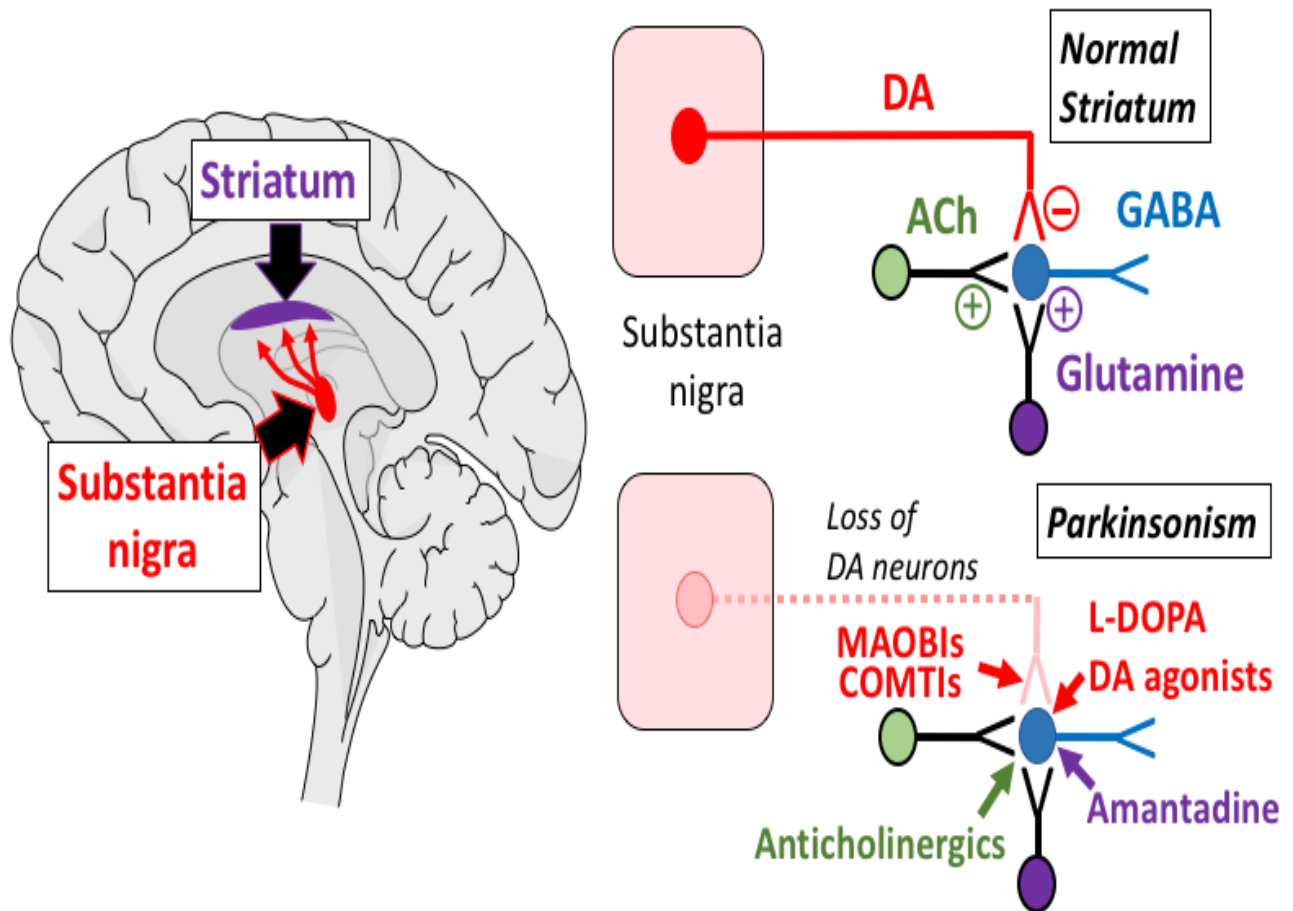 Striatum
Substantia
nigra
Normal
Striatum
DA
ACh
−
GABA
+
+
Substantia
nigra
Glutamine
Parkinsonism
Loss of
DA neurons
L-DOPA
MAOBIs
COMTIs
DA agonists
Amantadine
Anticholinergics